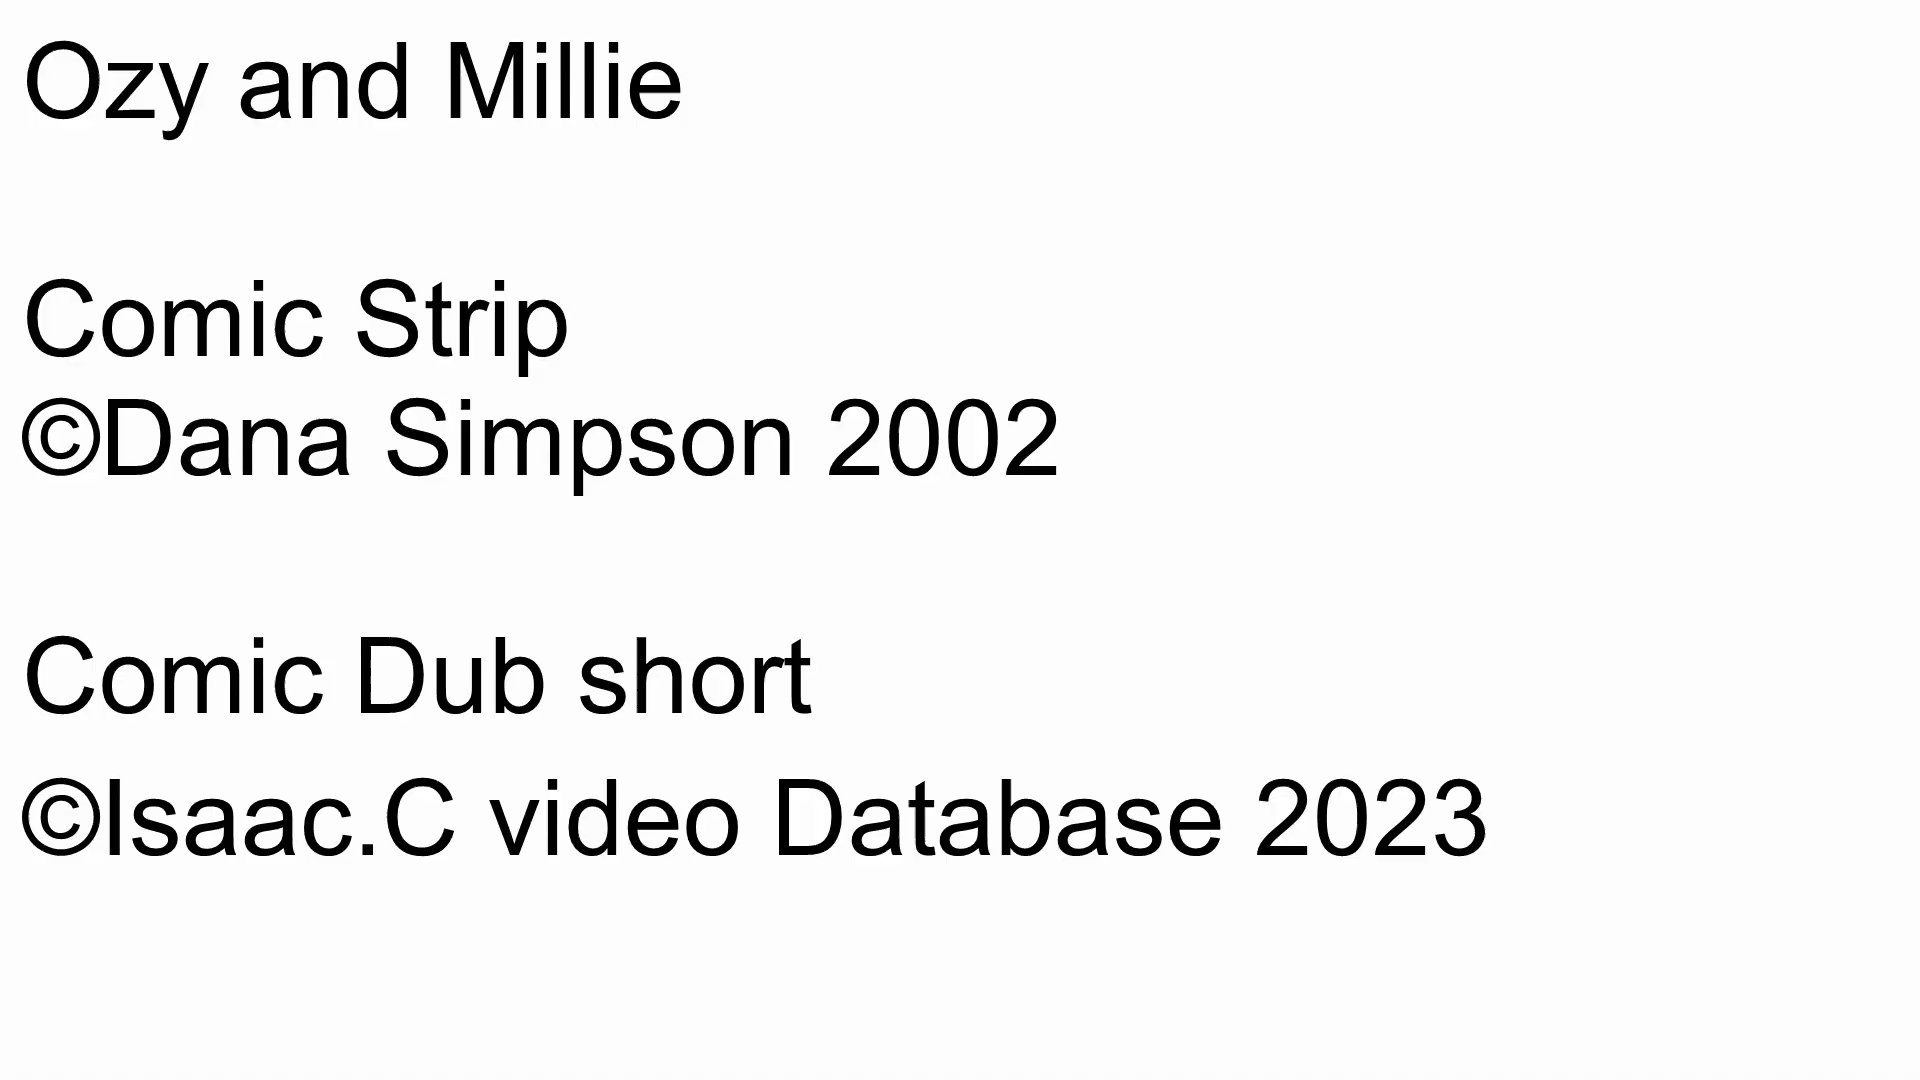 Ozy and Millie
Comic Strip
©Dana Simpson 2002
Comic Dub short
©Isaac.C video Database 2023